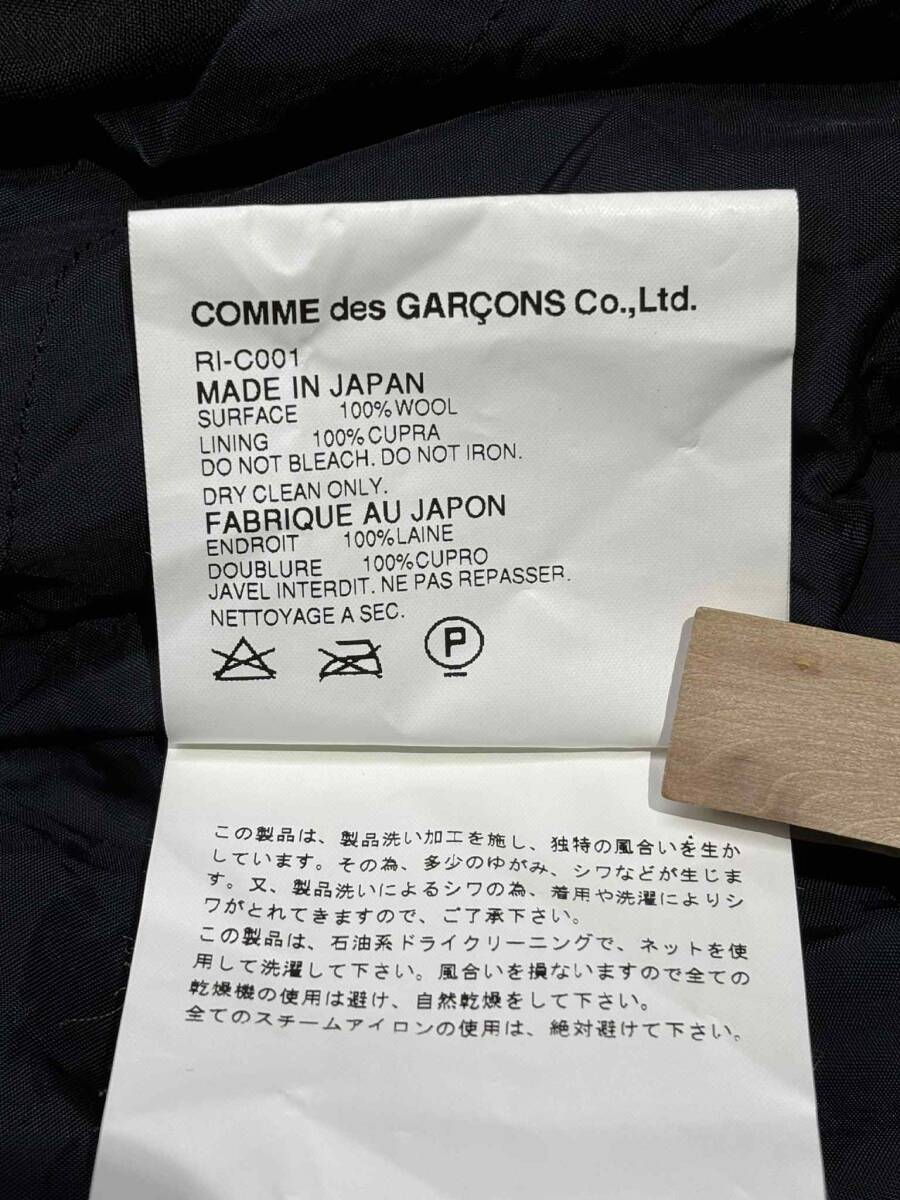 COMME des GARÇONS Co.,Ltd.
RI-C001
MADE IN JAPAN
SURFACE 100%WOOL
LINING 100%CUPRA
DO NOT BLEACH. DO NOT IRON.
DRY CLEAN ONLY.
FABRIQUE AU JAPON
ENDROIT 100%LAINE
DOUBLURE 100%CUPRO
JAVEL INTERDIT. NE PAS REPASSER.
NETTOYAGE A SEC.
P
この製品は、製品洗い加工を施し、独特の風合いを生か
しています。その為、多少のゆがみ、シワなどが生じま
す。又、製品洗いによるシワの為、着用や洗濯によりシ
ワがとれてきますので、ご了承下さい。
この製品は、石油系ドライクリーニングで、ネットを使
用して洗濯して下さい。風合いを損ないますので全ての
乾燥機の使用は避け、自然乾燥をして下さい。
全てのスチームアイロンの使用は、絶対避けて下さい。